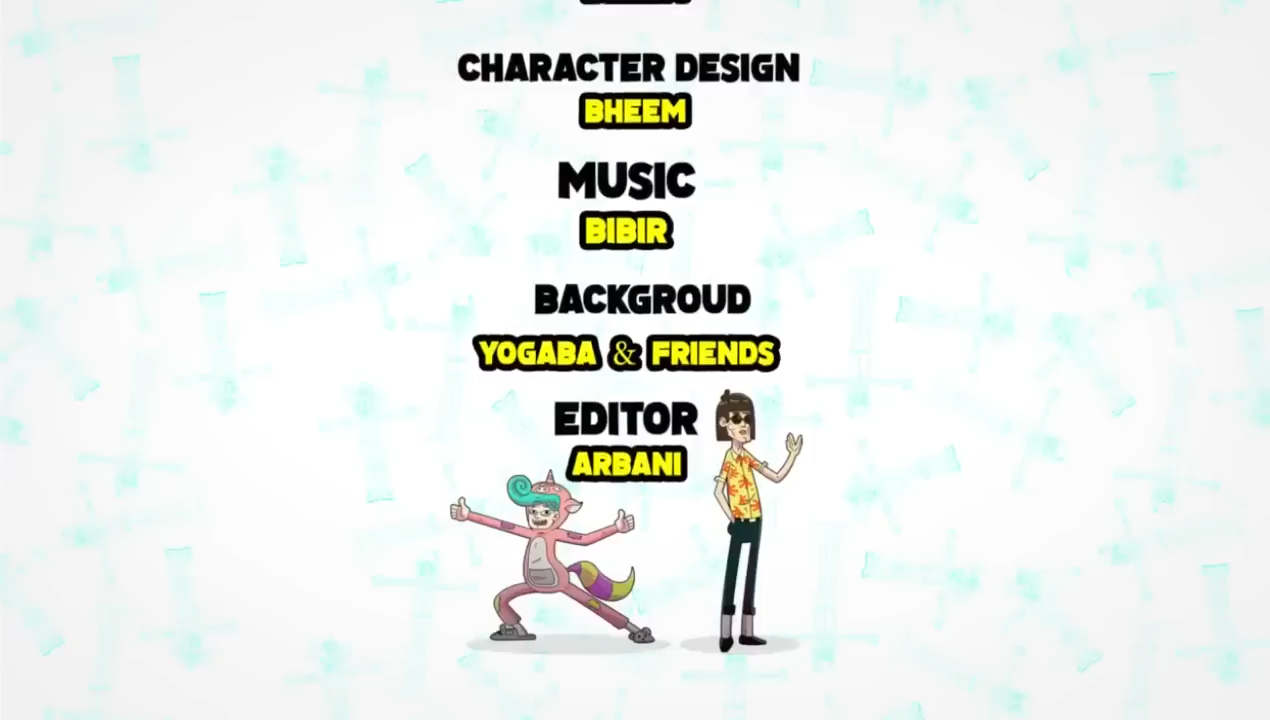 CHARACTER DESIGN
BHEEM
MUSIC
BIBIR
BACKGROUD
YOGABA & FRIENDS
EDITOR
ARBANI